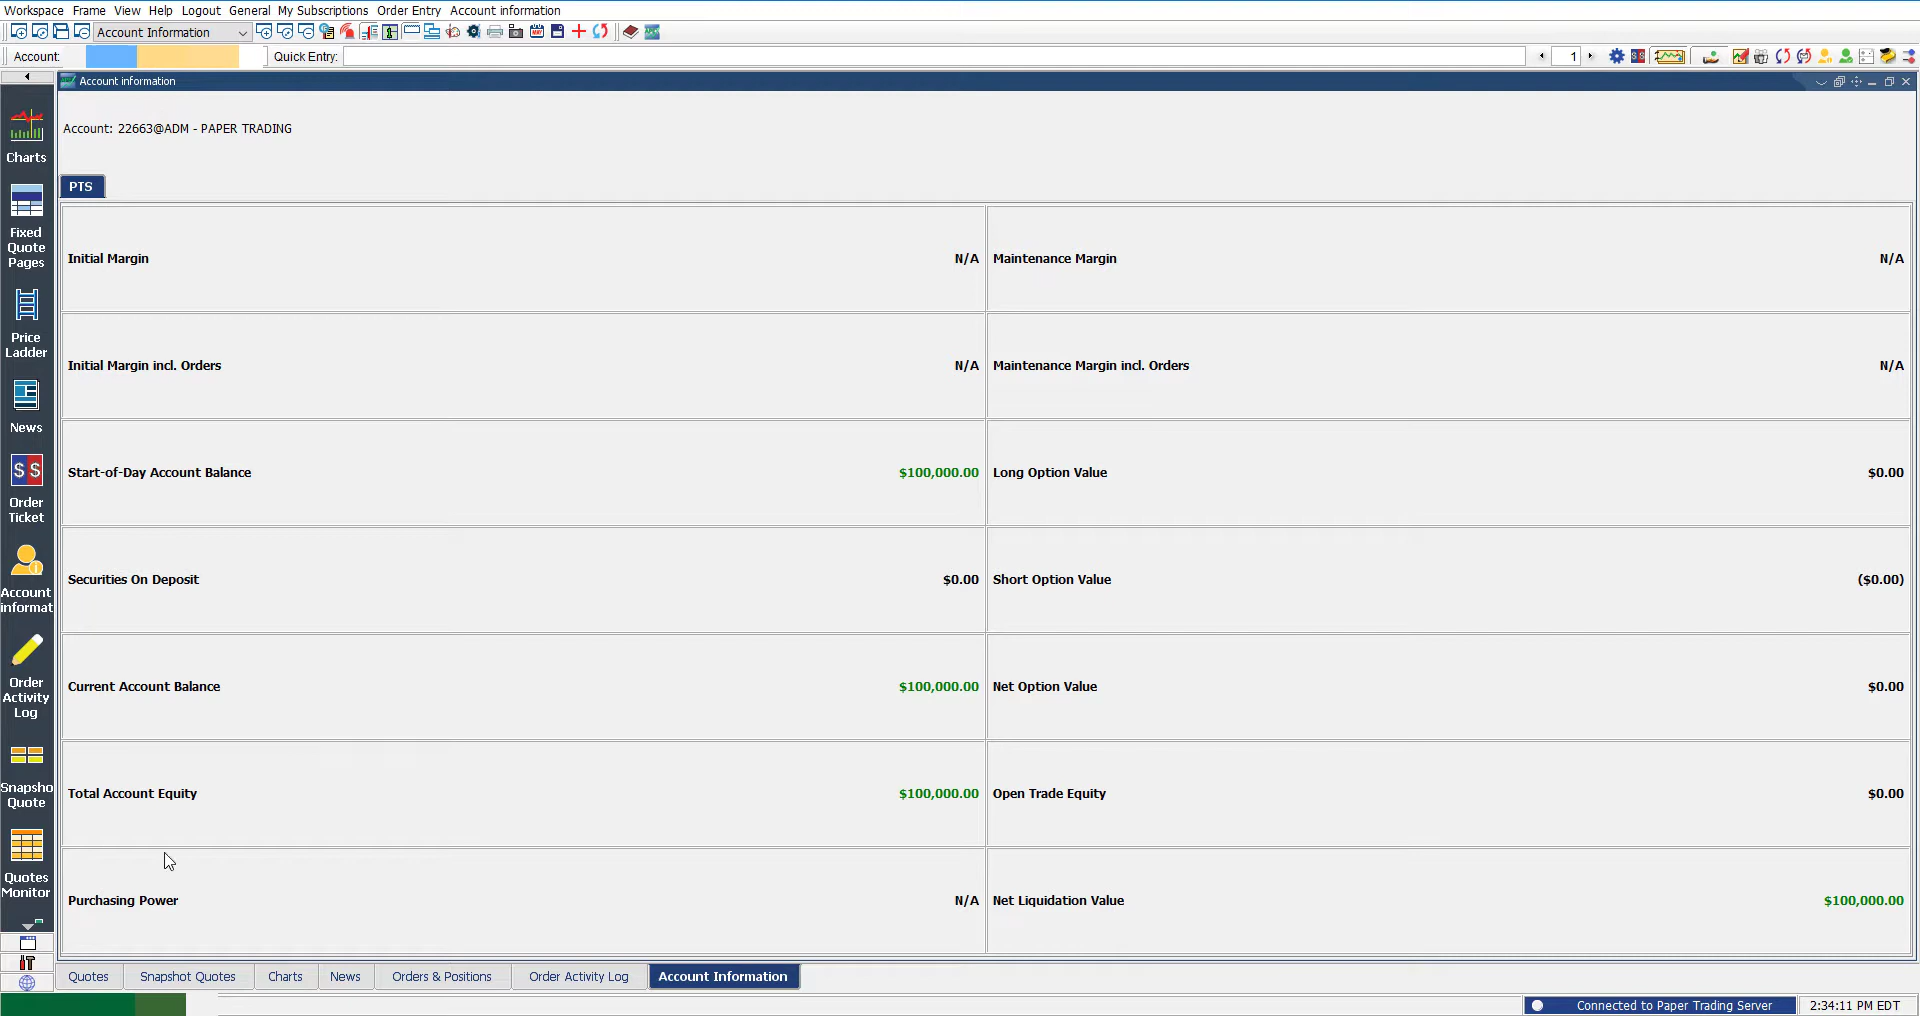 Workspace Frame View Help Logout General My Subscriptions Order Entry Account information
Account Information
Account: Quick Entry: 1
Account information
Account: 22663@ADM - PAPER TRADING
PTS
Initial Margin N/A Maintenance Margin N/A
Initial Margin incl. Orders N/A Maintenance Margin incl. Orders N/A
Start-of-Day Account Balance $100,000.00 Long Option Value $0.00
Securities On Deposit $0.00 Short Option Value ($0.00)
Current Account Balance $100,000.00 Net Option Value $0.00
Total Account Equity $100,000.00 Open Trade Equity $0.00
Purchasing Power N/A Net Liquidation Value $100,000.00
Charts
Fixed
Quote
Pages
Price
Ladder
News
$ $
Order
Ticket
Account
informat
Order
Activity
Log
Snapsho
Quote
Quotes
Monitor
Quotes Snapshot Quotes Charts News Orders & Positions Order Activity Log Account Information
Connected to Paper Trading Server 2:34:11 PM EDT